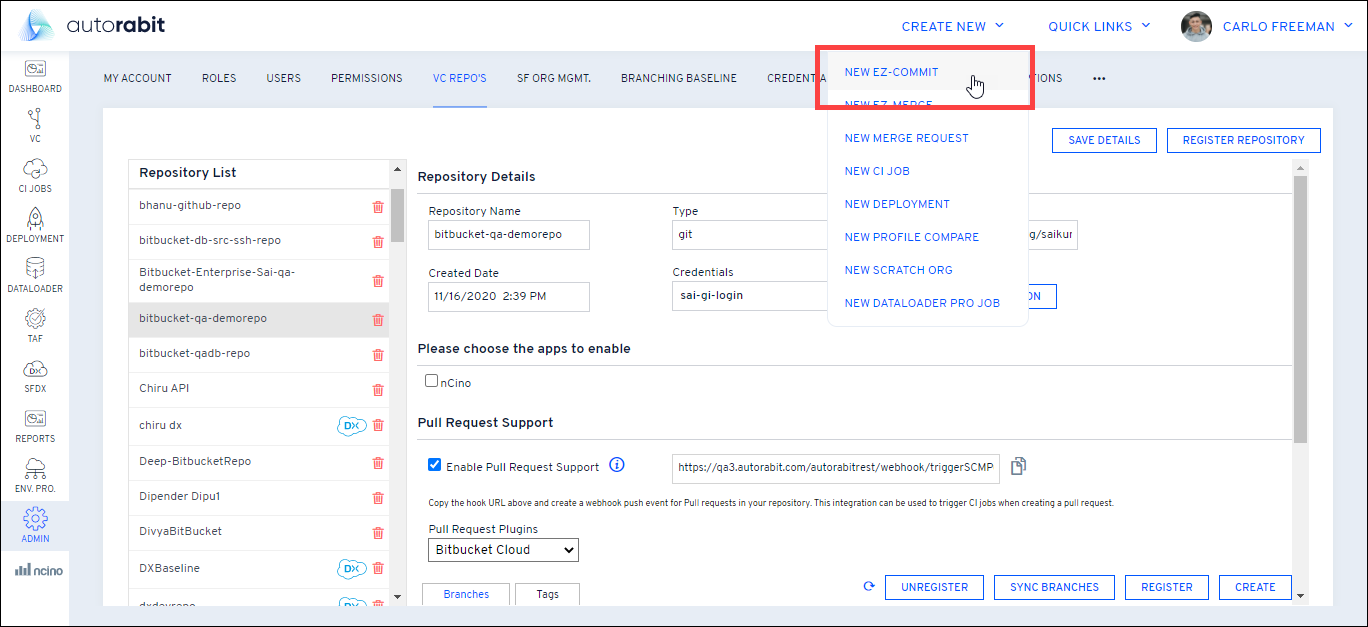 autorabit
CREATE NEW
QUICK LINKS
CARLO FREEMAN
DASHBOARD
VC
CI JOBS
DEPLOYMENT
DATALOADER
TAF
SFDX
REPORTS
ENV. PRO.
ADMIN
ncino
MY ACCOUNT
ROLES
USERS
PERMISSIONS
VC REPO'S
SF ORG MGMT.
BRANCHING BASELINE
CREDENTIA
IONS
•••
NEW EZ-COMMIT
NEW EZ-MERGE
NEW MERGE REQUEST
NEW CI JOB
NEW DEPLOYMENT
NEW PROFILE COMPARE
NEW SCRATCH ORG
NEW DATALOADER PRO JOB
SAVE DETAILS
REGISTER REPOSITORY
Repository List
bhanu-github-repo
bitbucket-db-src-ssh-repo
Bitbucket-Enterprise-Sai-qa-
demorepo
bitbucket-qa-demorepo
bitbucket-qadb-repo
Chiru API
chiru dx
DX
Deep-BitbucketRepo
Dipender Dipu1
DivyaBitBucket
DXBaseline
DX
dxdevrepo
DX
Repository Details
Repository Name
bitbucket-qa-demorepo
Type
git
g/saikur
Created Date
11/16/2020 2:39 PM
Credentials
sai-gi-login
ON
Please choose the apps to enable
nCino
Pull Request Support
Enable Pull Request Support
https://qa3.autorabit.com/autorabitrest/webhook/triggerSCMP
Copy the hook URL above and create a webhook push event for Pull requests in your repository. This integration can be used to trigger CI jobs when creating a pull request.
Pull Request Plugins
Bitbucket Cloud
Branches
Tags
UNREGISTER
SYNC BRANCHES
REGISTER
CREATE